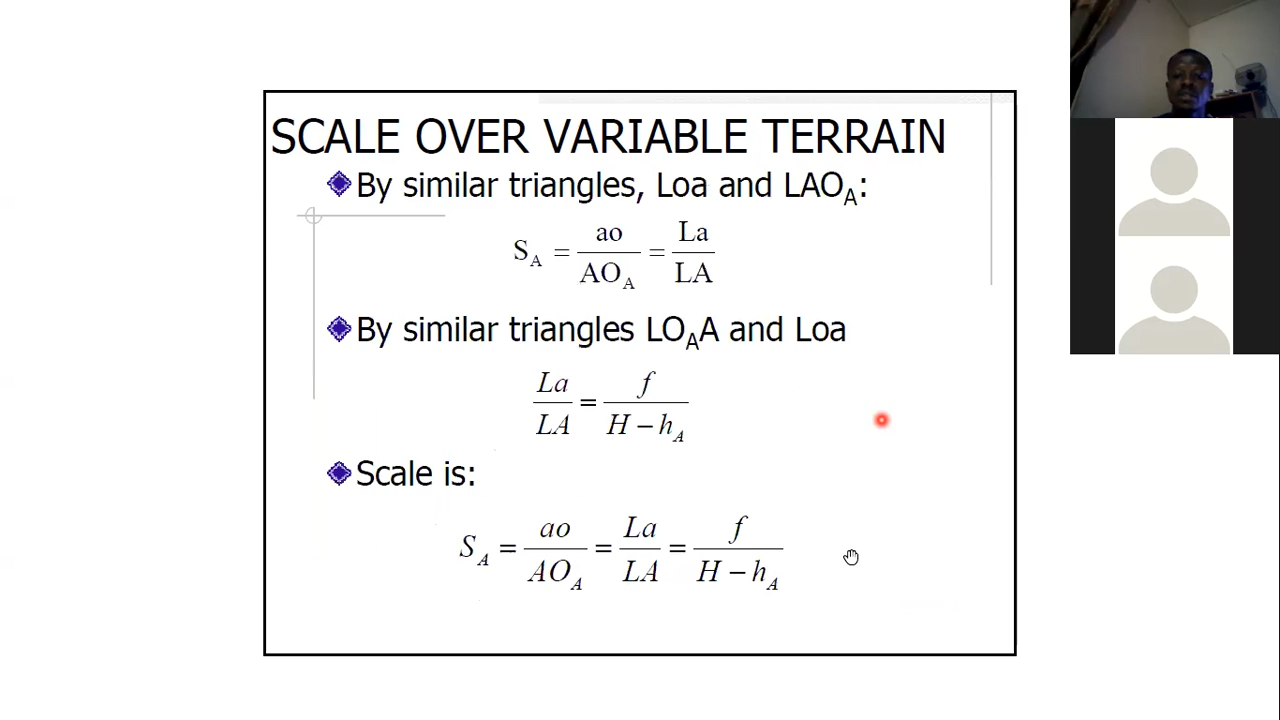 SCALE OVER VARIABLE TERRAIN
By similar triangles, Loa and LAO_A:
S_A = ao/AO_A = La/LA
By similar triangles LO_AA and Loa
La/LA = f/(H − h_A)
Scale is:
S_A = ao/AO_A = La/LA = f/(H − h_A)